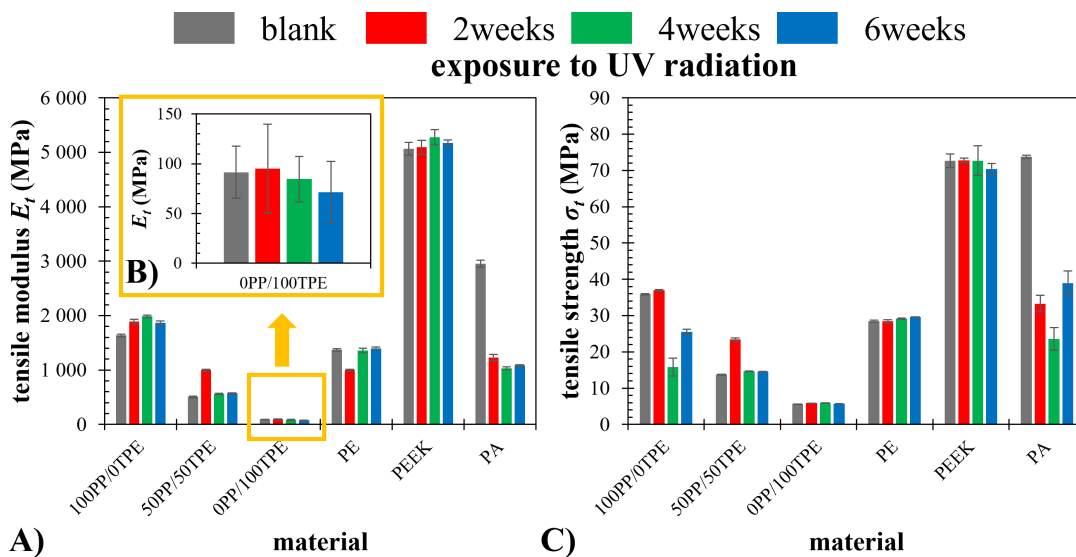 blank 2weeks 4weeks 6weeks
exposure to UV radiation
tensile modulus Et (MPa)
6 000
5 000
4 000
3 000
2 000
1 000
0
100PP/0TPE
50PP/50TPE
0PP/100TPE
PE
PEEK
PA
material
A)
Et (MPa)
150
100
50
0
0PP/100TPE
B)
tensile strength σt (MPa)
90
80
70
60
50
40
30
20
10
0
100PP/0TPE
50PP/50TPE
0PP/100TPE
PE
PEEK
PA
material
C)